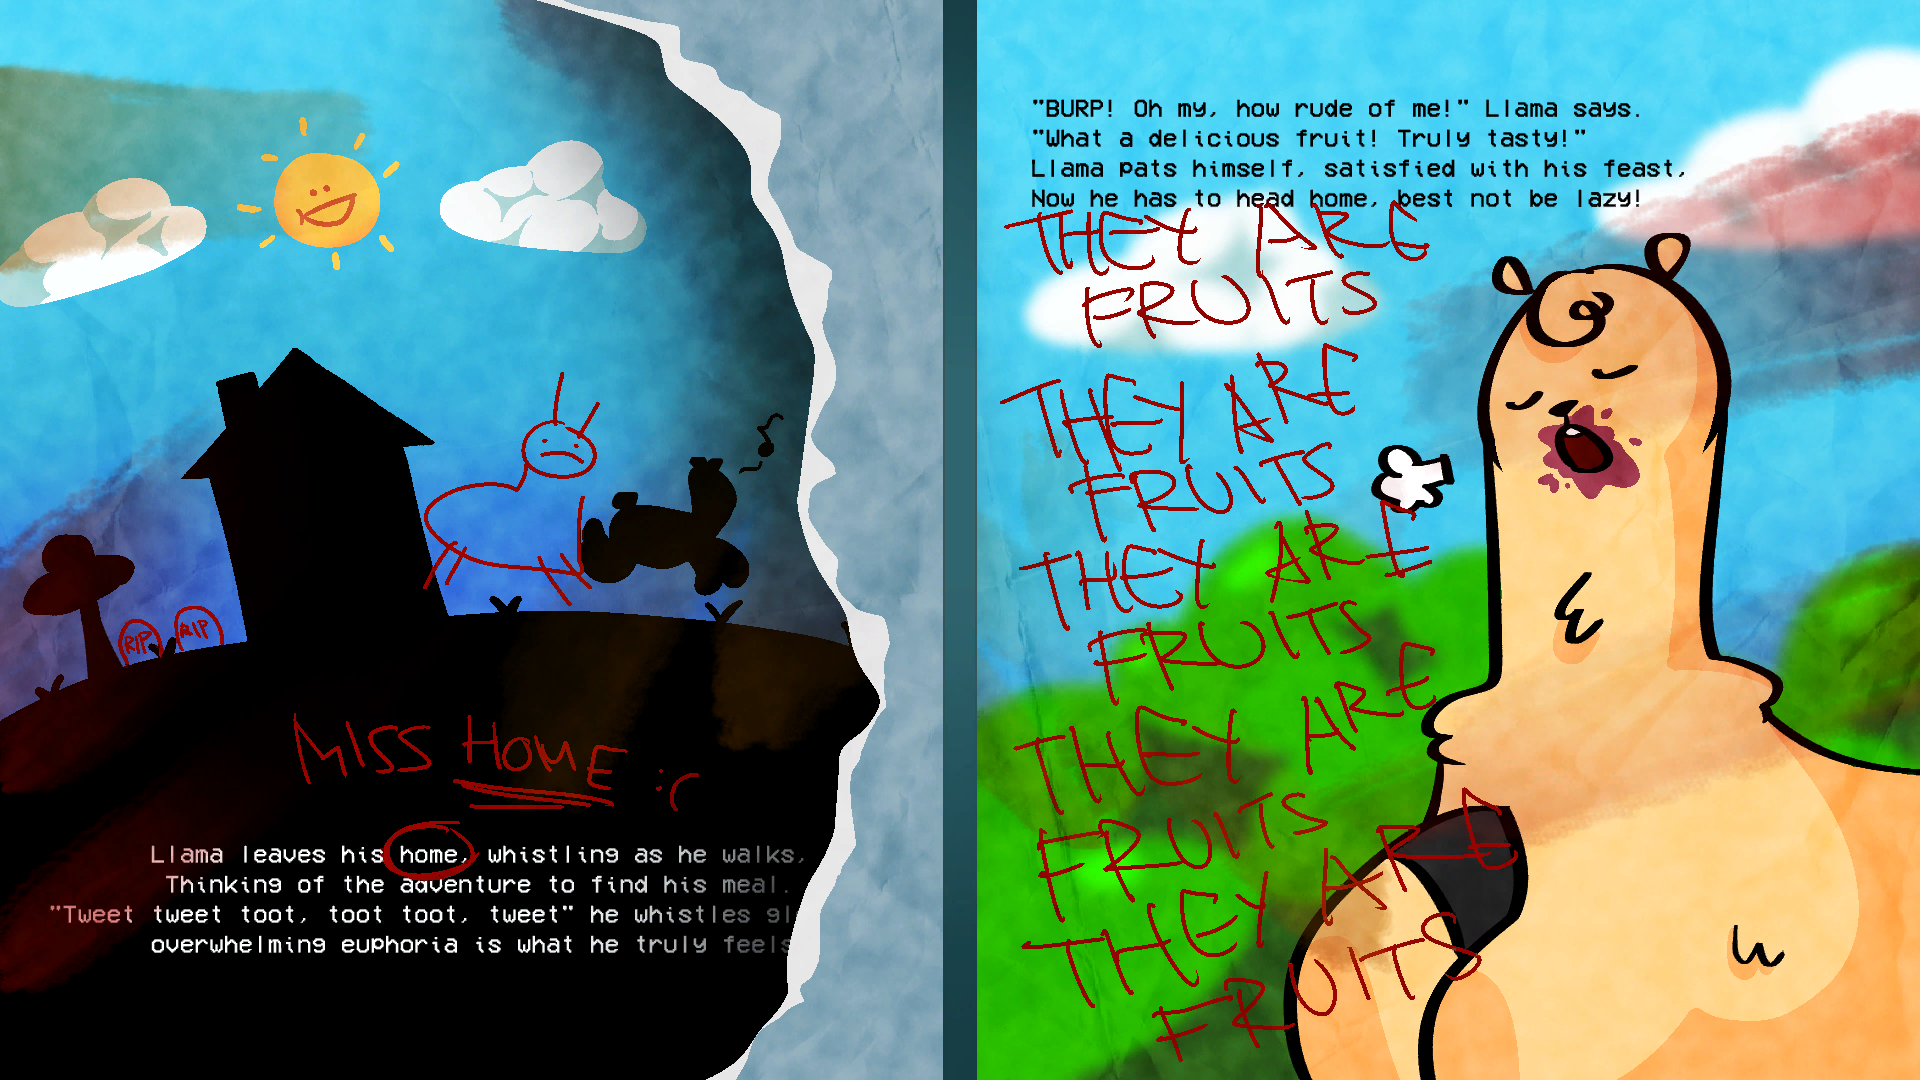 RIP RIP
MISS HOME :(
Llama leaves his home, whistling as he walks,
Thinking of the adventure to find his meal.
"Tweet tweet toot, toot toot, tweet" he whistles gl
overwhelming euphoria is what he truly feels
"BURP! Oh my, how rude of me!" Llama says.
"What a delicious fruit! Truly tasty!"
Llama pats himself, satisfied with his feast,
Now he has to head home, best not be lazy!
THEY ARE
FRUITS
THEY ARE
FRUITS
THEY ARE
FRUITS
THEY ARE
FRUITS
THEY ARE
FRUITS